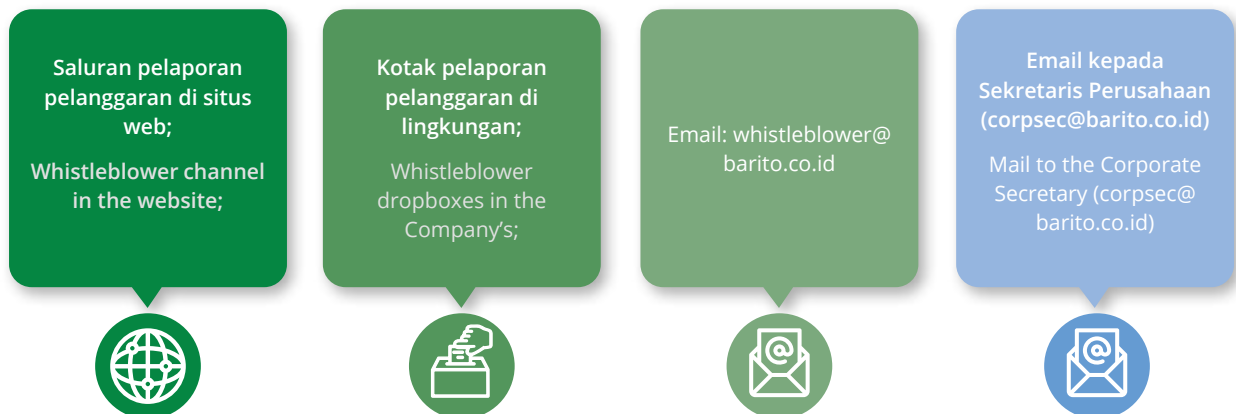 Saluran pelaporan
pelanggaran di situs
web;
Whistleblower channel
in the website;
Kotak pelaporan
pelanggaran di
lingkungan;
Whistleblower
dropboxes in the
Company’s;
Email: whistleblower@
barito.co.id
Email kepada
Sekretaris Perusahaan
(corpsec@barito.co.id)
Mail to the Corporate
Secretary (corpsec@
barito.co.id)